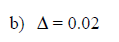 b) Δ = 0.02